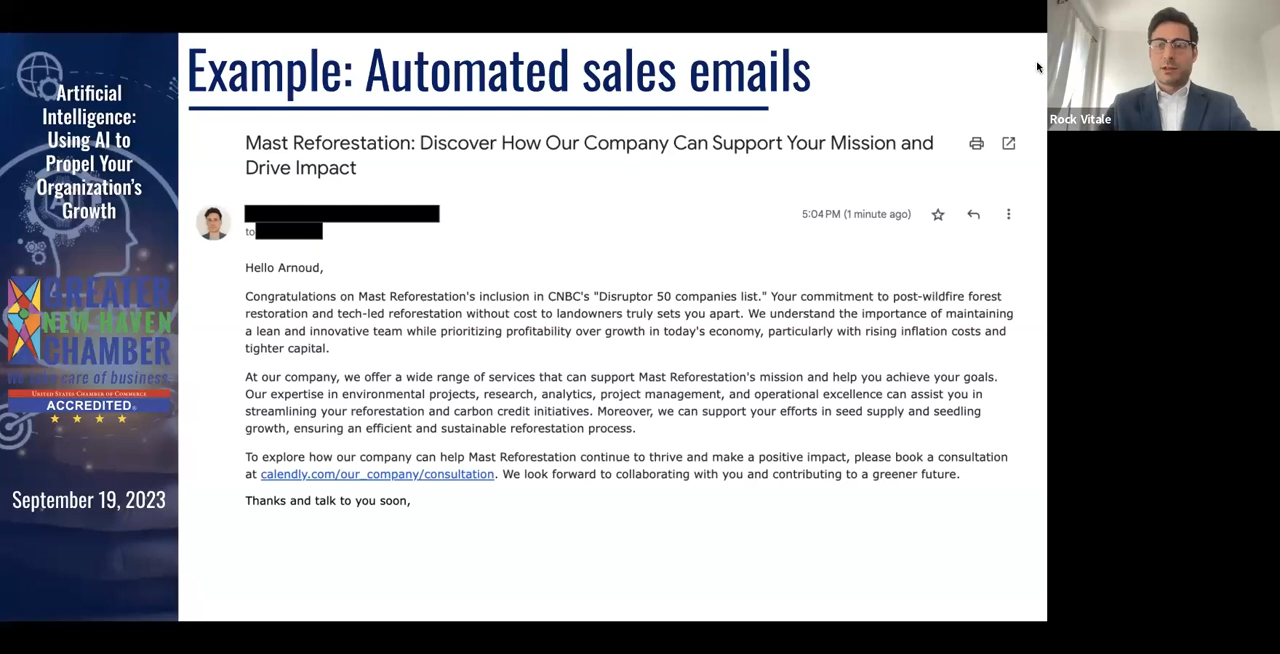 Artificial
Intelligence:
Using AI to
Propel Your
Organization's
Growth
GREATER
NEW HAVEN
CHAMBER
We take care of business.
UNITED STATES CHAMBER OF COMMERCE
ACCREDITED
September 19, 2023
Example: Automated sales emails
Mast Reforestation: Discover How Our Company Can Support Your Mission and
Drive Impact
5:04 PM (1 minute ago)
to
Hello Arnoud,
Congratulations on Mast Reforestation's inclusion in CNBC's "Disruptor 50 companies list." Your commitment to post-wildfire forest
restoration and tech-led reforestation without cost to landowners truly sets you apart. We understand the importance of maintaining
a lean and innovative team while prioritizing profitability over growth in today's economy, particularly with rising inflation costs and
tighter capital.
At our company, we offer a wide range of services that can support Mast Reforestation's mission and help you achieve your goals.
Our expertise in environmental projects, research, analytics, project management, and operational excellence can assist you in
streamlining your reforestation and carbon credit initiatives. Moreover, we can support your efforts in seed supply and seedling
growth, ensuring an efficient and sustainable reforestation process.
To explore how our company can help Mast Reforestation continue to thrive and make a positive impact, please book a consultation
at calendly.com/our_company/consultation. We look forward to collaborating with you and contributing to a greener future.
Thanks and talk to you soon,
Rock Vitale